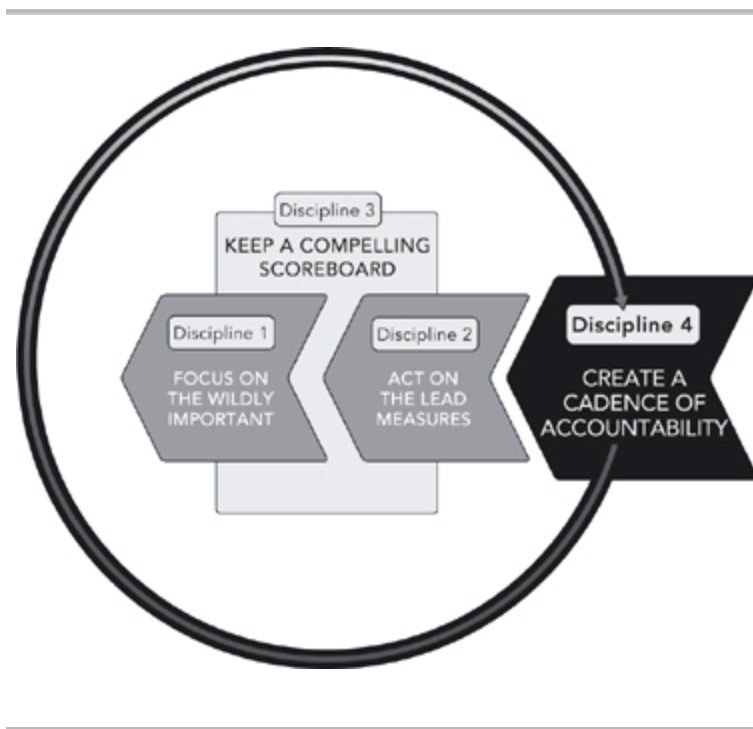 Discipline 3
KEEP A COMPELLING
SCOREBOARD
Discipline 1
FOCUS ON
THE WILDLY
IMPORTANT
Discipline 2
ACT ON
THE LEAD
MEASURES
Discipline 4
CREATE A
CADENCE OF
ACCOUNTABILITY